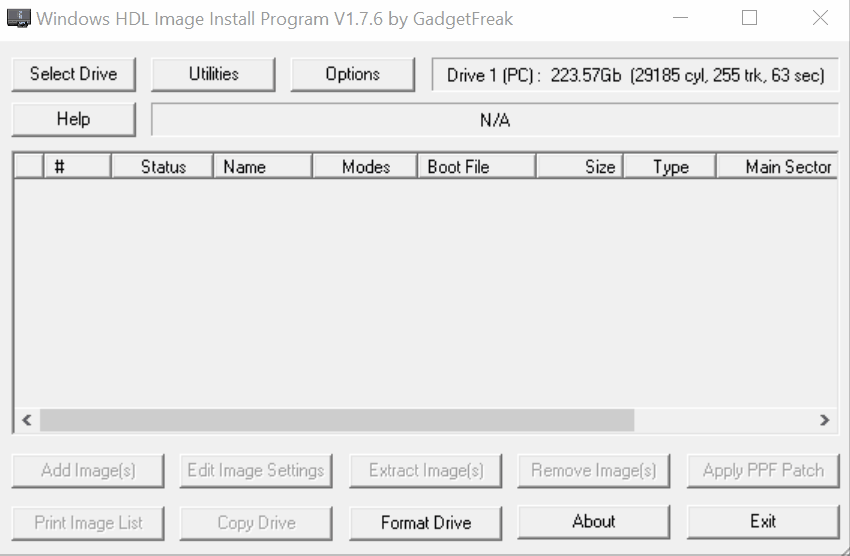 Windows HDL Image Install Program V1.7.6 by GadgetFreak
Select Drive Utilities Options Drive 1 (PC) : 223.57Gb (29185 cyl, 255 trk, 63 sec)
Help N/A
# Status Name Modes Boot File Size Type Main Sector
Add Image(s) Edit Image Settings Extract Image(s) Remove Image(s) Apply PPF Patch
Print Image List Copy Drive Format Drive About Exit